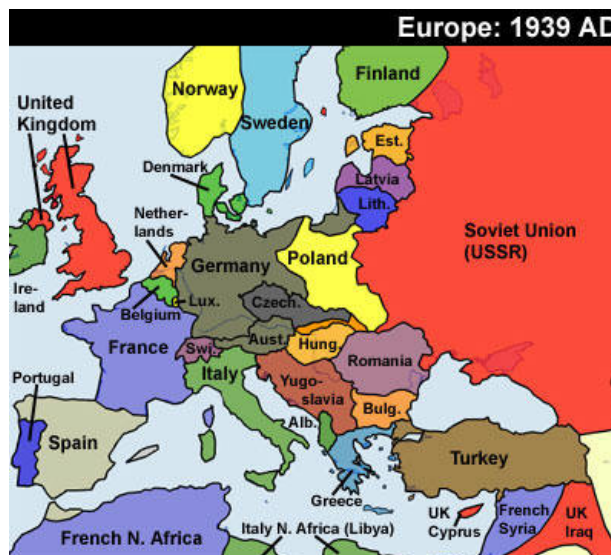 Europe: 1939 AD
Norway
Finland
United
Kingdom
Sweden
Est.
Denmark
Latvia
Lith.
Nether-
lands
Soviet Union
(USSR)
Germany
Poland
Ire-
land
Lux.
Czech.
Belgium
France
Swi.
Aust.
Hung.
Romania
Portugal
Italy
Yugo-
slavia
Spain
Alb.
Bulg.
Turkey
Greece
French N. Africa
Italy N. Africa (Libya)
UK
Cyprus
French
Syria
UK
Iraq